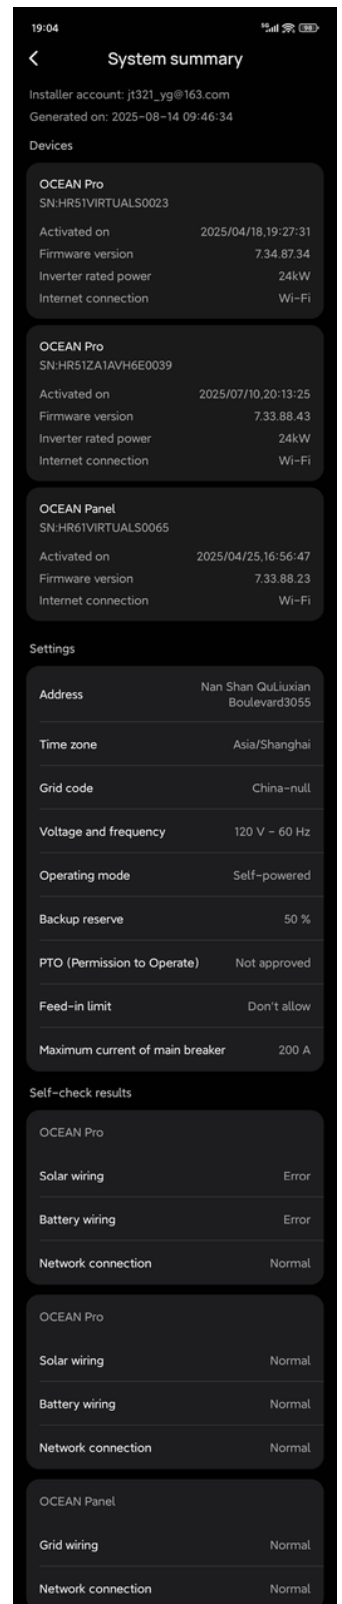 19:04
5G 98
System summary
Installer account: jt321_yg@163.com
Generated on: 2025-08-14 09:46:34
Devices
OCEAN Pro
SN:HR51VIRTUALS0023
Activated on 2025/04/18,19:27:31
Firmware version 7.34.87.34
Inverter rated power 24kW
Internet connection Wi-Fi
OCEAN Pro
SN:HR51ZA1AVH6E0039
Activated on 2025/07/10,20:13:25
Firmware version 7.33.88.43
Inverter rated power 24kW
Internet connection Wi-Fi
OCEAN Panel
SN:HR61VIRTUALS0065
Activated on 2025/04/25,16:56:47
Firmware version 7.33.88.23
Internet connection Wi-Fi
Settings
Address Nan Shan QuLiuxian
Boulevard3055
Time zone Asia/Shanghai
Grid code China-null
Voltage and frequency 120 V - 60 Hz
Operating mode Self-powered
Backup reserve 50 %
PTO (Permission to Operate) Not approved
Feed-in limit Don't allow
Maximum current of main breaker 200 A
Self-check results
OCEAN Pro
Solar wiring Error
Battery wiring Error
Network connection Normal
OCEAN Pro
Solar wiring Normal
Battery wiring Normal
Network connection Normal
OCEAN Panel
Grid wiring Normal
Network connection Normal